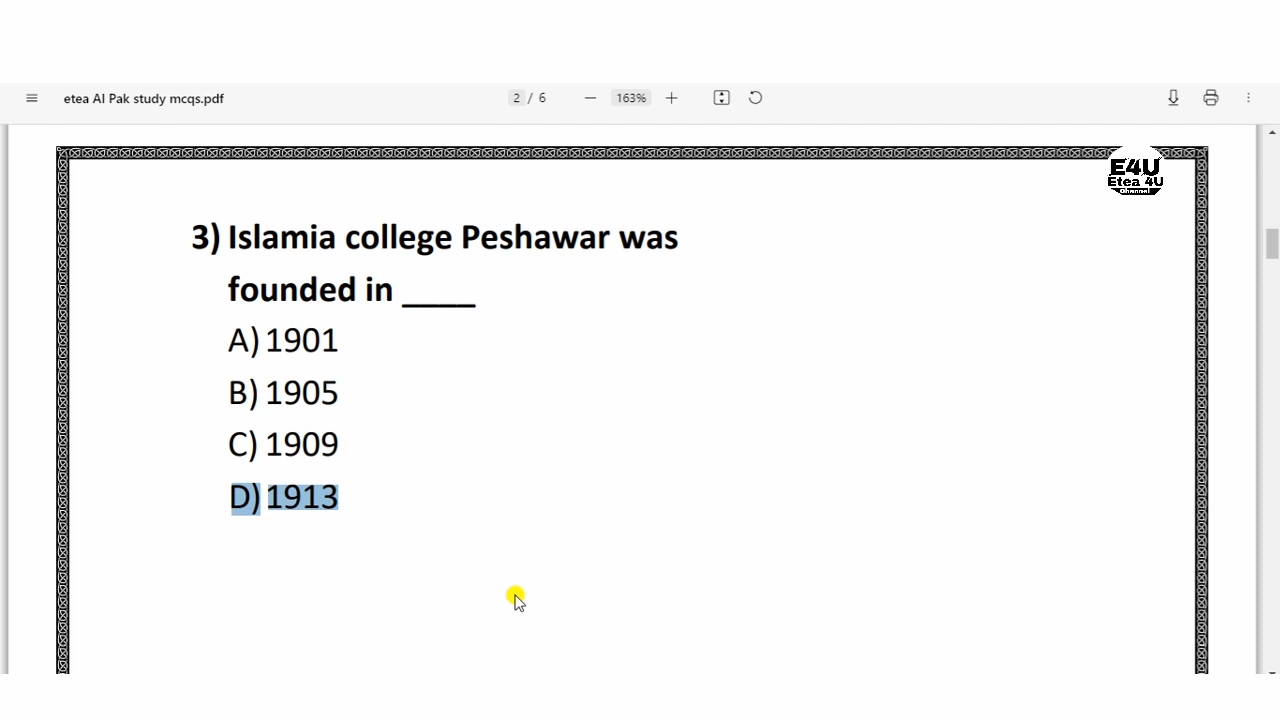 etea AI Pak study mcqs.pdf
2 / 6
163%
E4U
Etea 4U
Channel
3) Islamia college Peshawar was
founded in ____
A) 1901
B) 1905
C) 1909
D) 1913